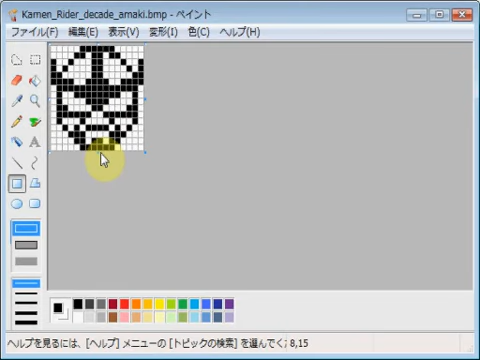 Kamen_Rider_decade_amaki.bmp - ペイント
ファイル(F) 編集(E) 表示(V) 変形(I) 色(C) ヘルプ(H)
A
ヘルプを見るには、[ヘルプ] メニューの [トピックの検索] を選んでく 8,15